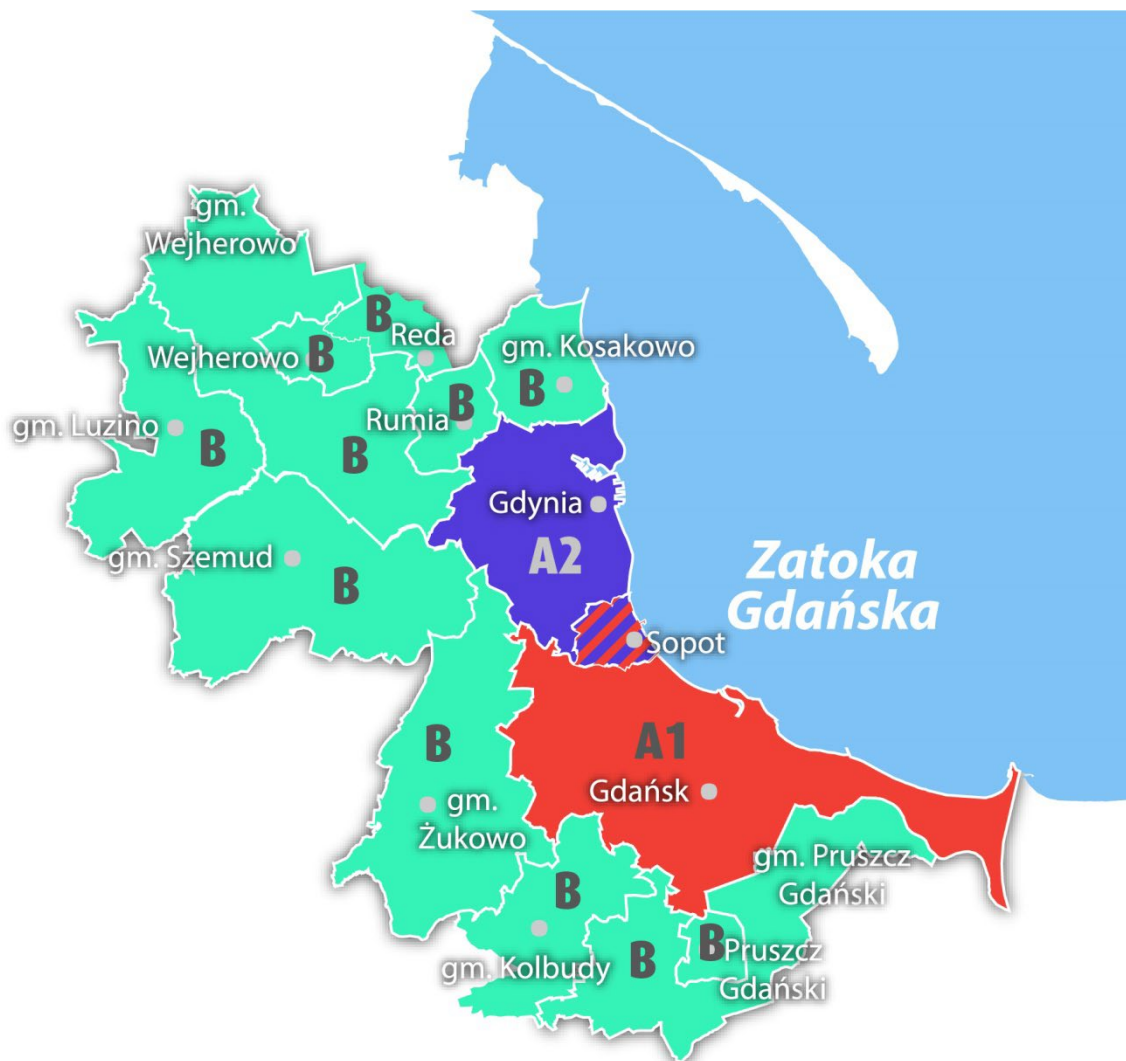 gm.
Wejherowo
B
Reda
gm. Kosakowo
Wejherowo
B
B
B
Rumia
gm. Luzino
B
B
Gdynia
A2
gm. Szemud
B
Zatoka
Gdańska
Sopot
B
A1
Gdańsk
gm.
Żukowo
gm. Pruszcz
Gdański
B
B
Pruszcz
Gdański
gm. Kolbudy
B